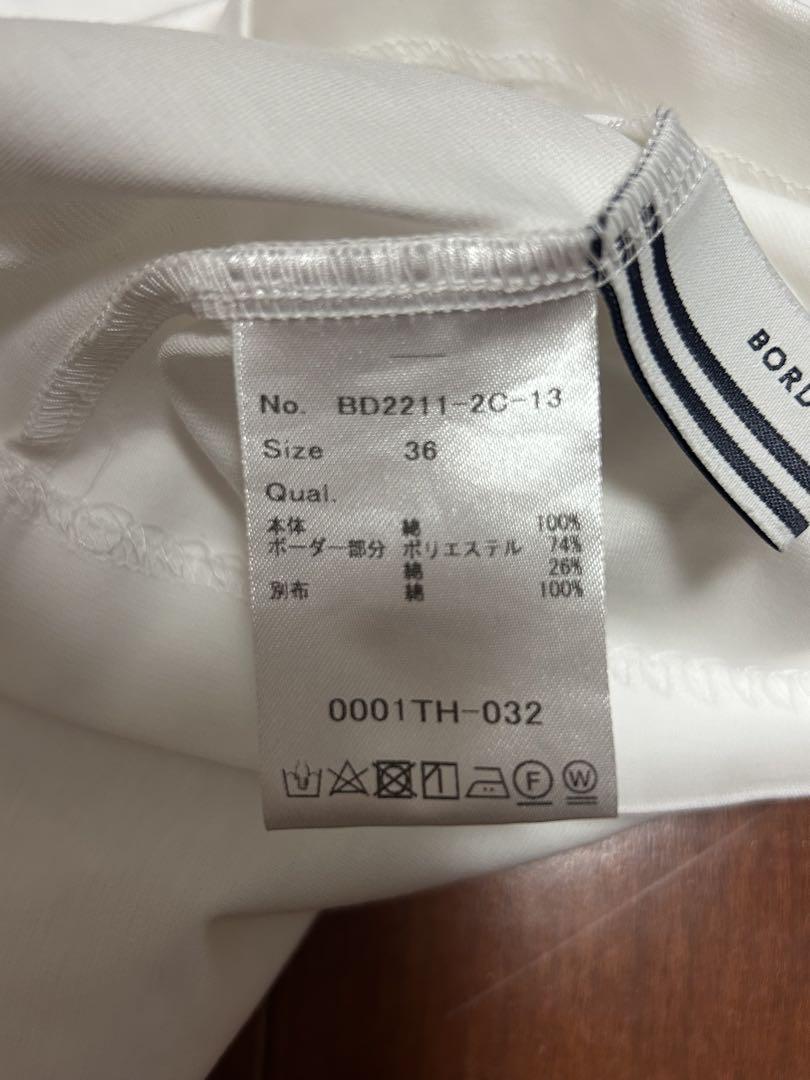 No. BD2211-2C-13
Size 36
Qual.
本体 綿 100%
ボーダー部分 ポリエステル 74%
綿 26%
別布 綿 100%
0001TH-032
F W
BORD